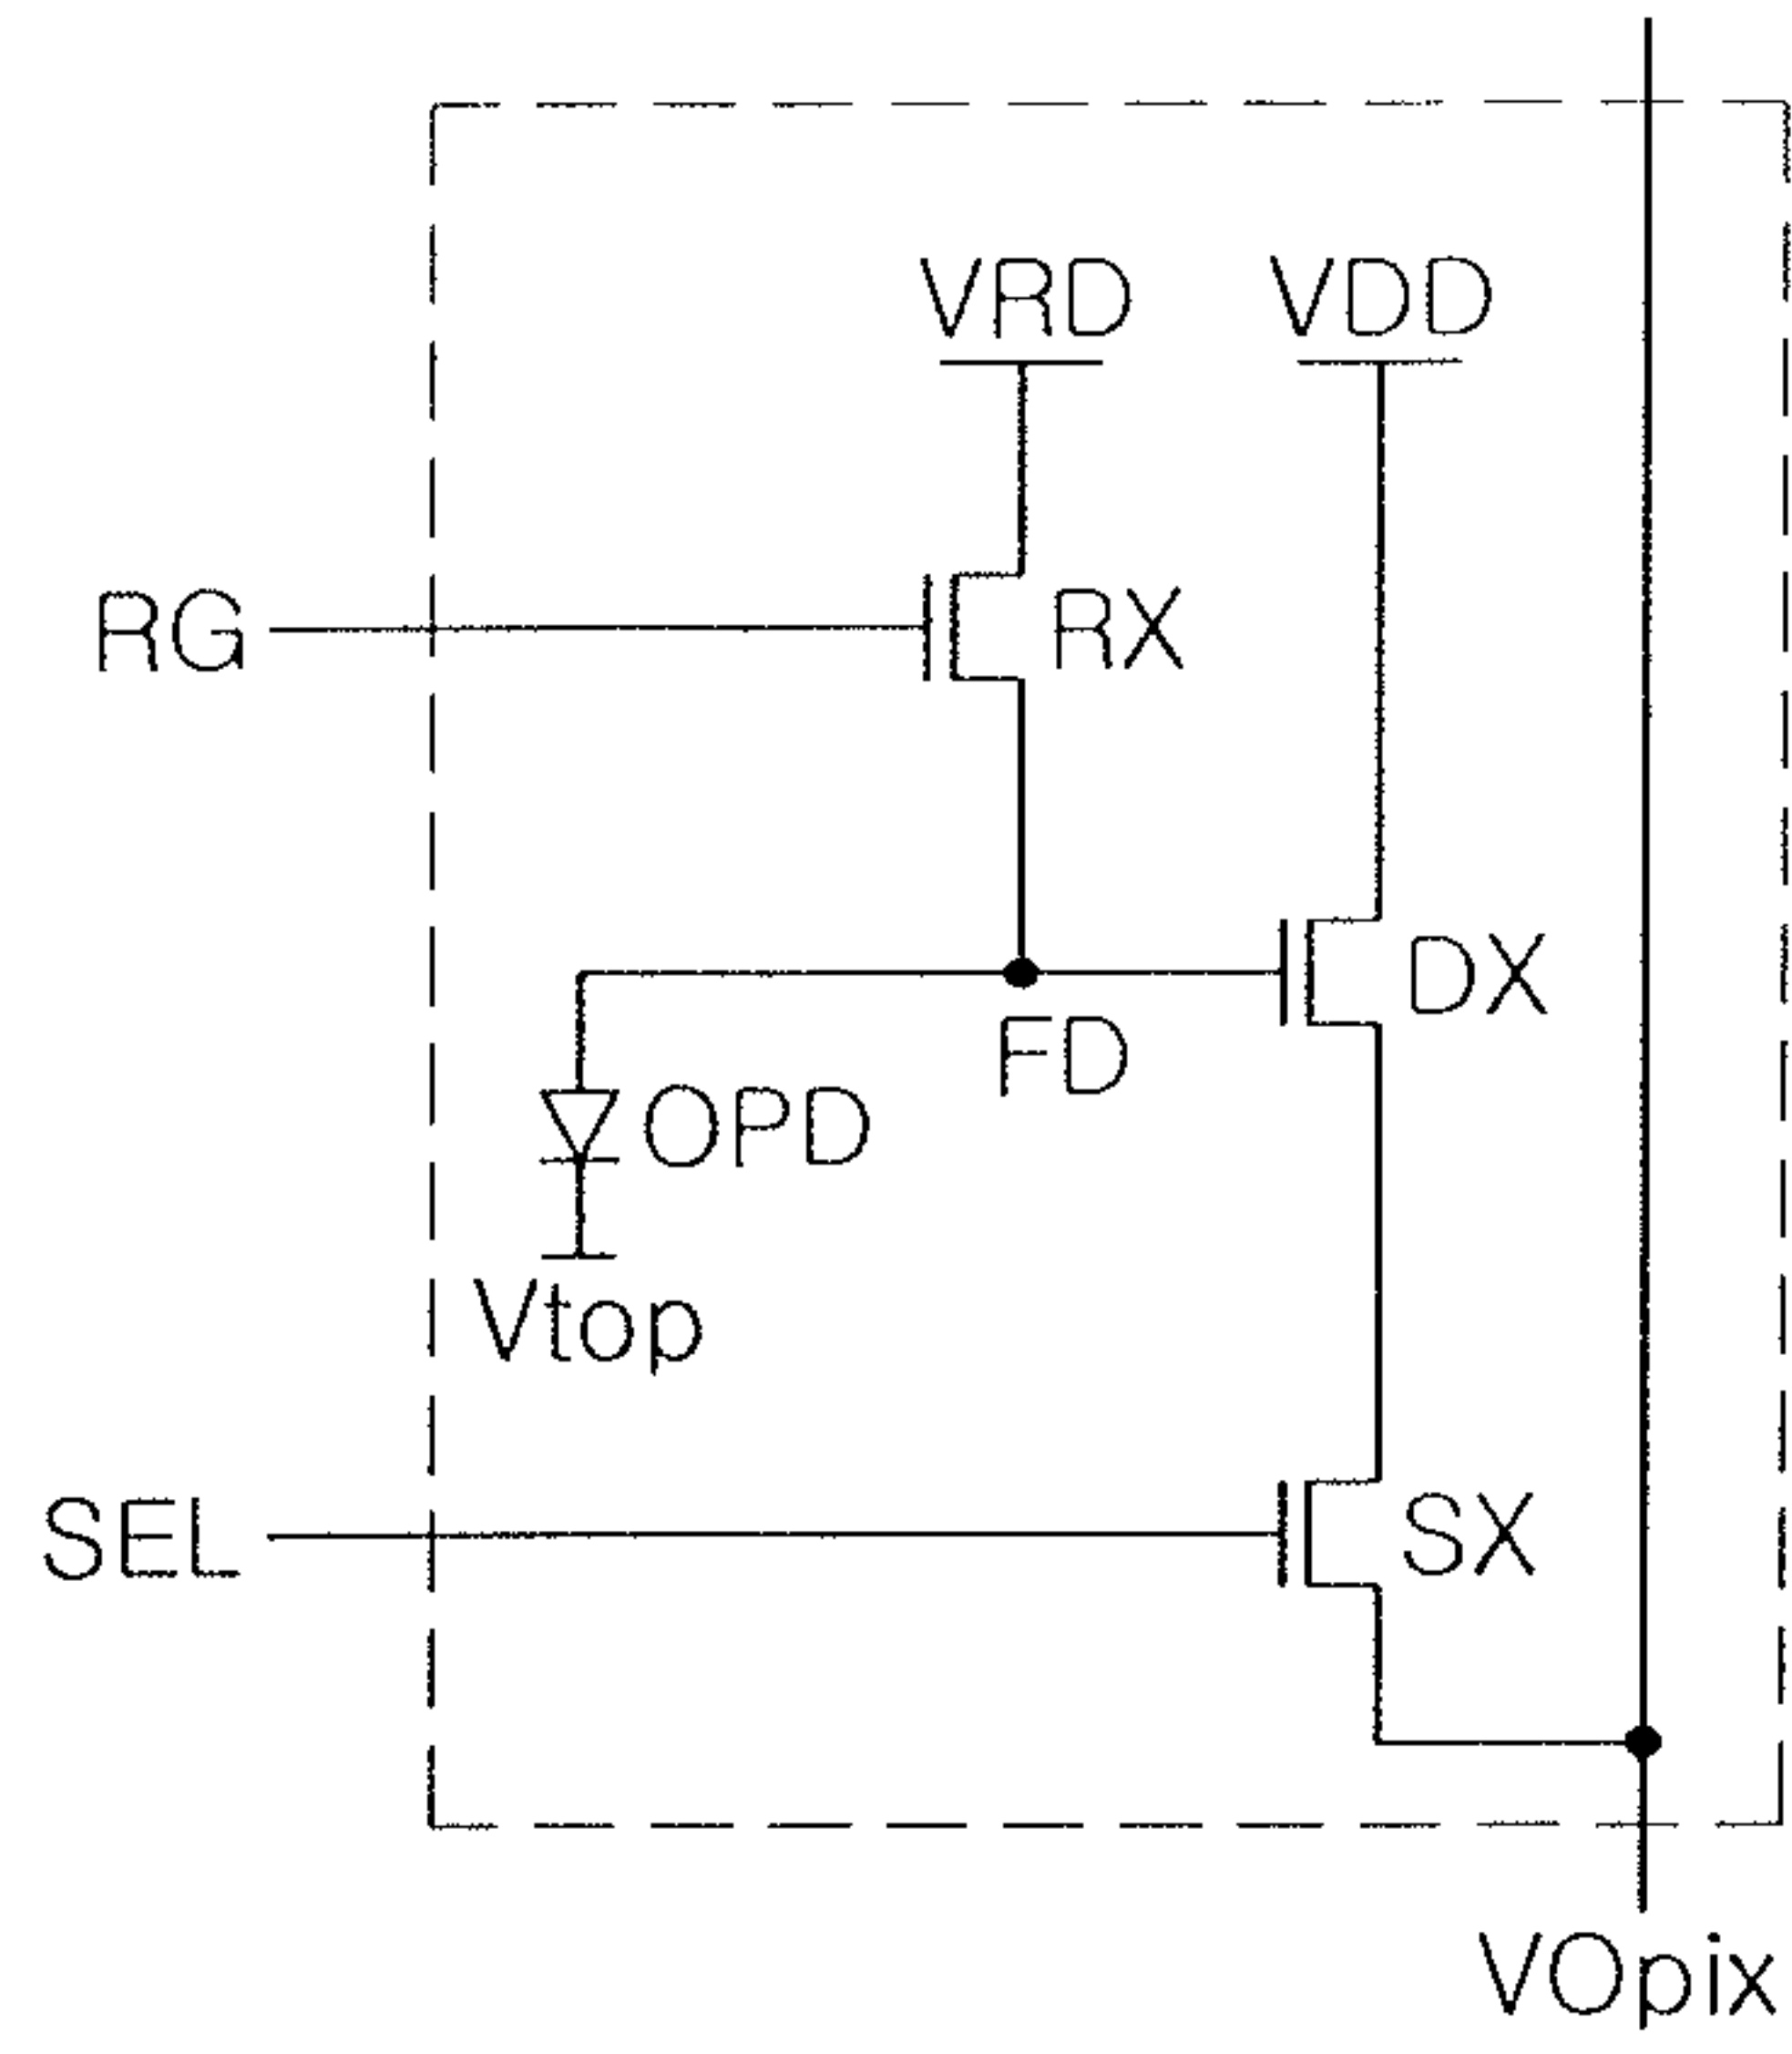 VRD
VDD
RG
RX
DX
FD
OPD
Vtop
SEL
SX
VOpix